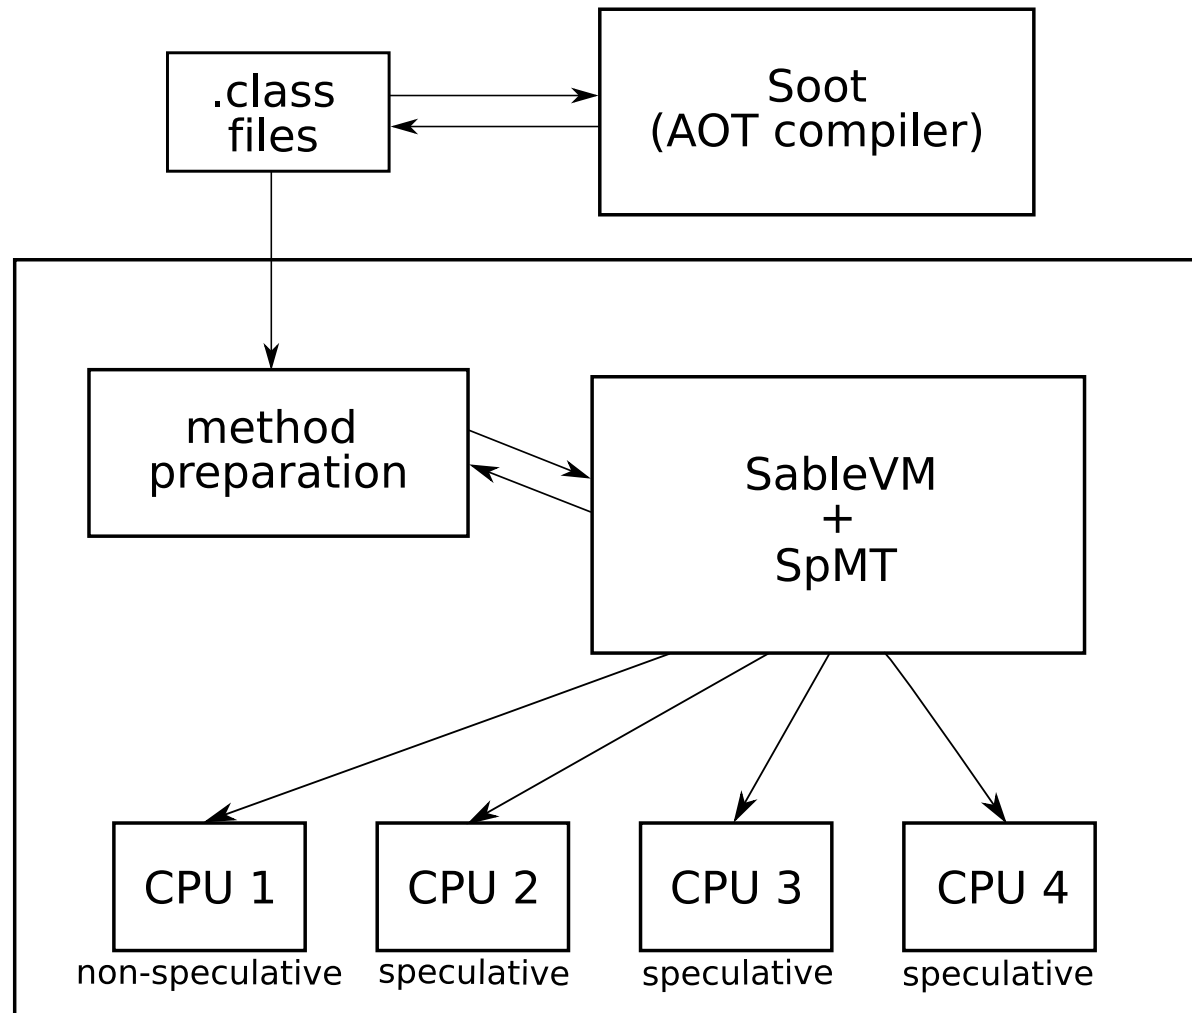 .class
files
Soot
(AOT compiler)
method
preparation
SableVM
+
SpMT
CPU 1
CPU 2
CPU 3
CPU 4
non-speculative
speculative
speculative
speculative